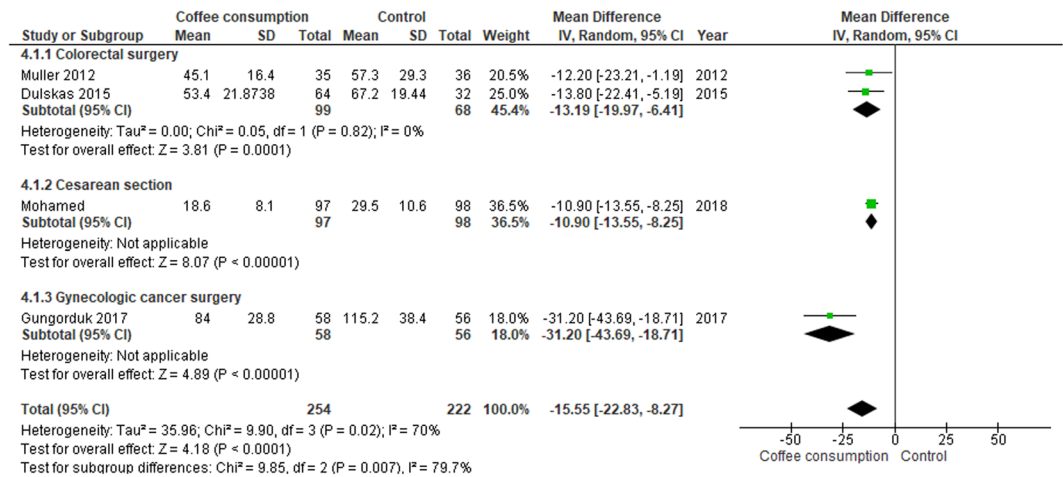 Coffee consumption Control Mean Difference Mean Difference
Study or Subgroup Mean SD Total Mean SD Total Weight IV, Random, 95% CI Year IV, Random, 95% CI
4.1.1 Colorectal surgery
Muller 2012 45.1 16.4 35 57.3 29.3 36 20.5% -12.20 [-23.21, -1.19] 2012
Dulskas 2015 53.4 21.8738 64 67.2 19.44 32 25.0% -13.80 [-22.41, -5.19] 2015
Subtotal (95% CI) 99 68 45.4% -13.19 [-19.97, -6.41]
Heterogeneity: Tau² = 0.00; Chi² = 0.05, df = 1 (P = 0.82); I² = 0%
Test for overall effect: Z = 3.81 (P = 0.0001)
4.1.2 Cesarean section
Mohamed 18.6 8.1 97 29.5 10.6 98 36.5% -10.90 [-13.55, -8.25] 2018
Subtotal (95% CI) 97 98 36.5% -10.90 [-13.55, -8.25]
Heterogeneity: Not applicable
Test for overall effect: Z = 8.07 (P < 0.00001)
4.1.3 Gynecologic cancer surgery
Gungorduk 2017 84 28.8 58 115.2 38.4 56 18.0% -31.20 [-43.69, -18.71] 2017
Subtotal (95% CI) 58 56 18.0% -31.20 [-43.69, -18.71]
Heterogeneity: Not applicable
Test for overall effect: Z = 4.89 (P < 0.00001)
Total (95% CI) 254 222 100.0% -15.55 [-22.83, -8.27]
Heterogeneity: Tau² = 35.96; Chi² = 9.90, df = 3 (P = 0.02); I² = 70%
Test for overall effect: Z = 4.18 (P < 0.0001)
Test for subgroup differences: Chi² = 9.85, df = 2 (P = 0.007), I² = 79.7%
-50 -25 0 25 50
Coffee consumption Control